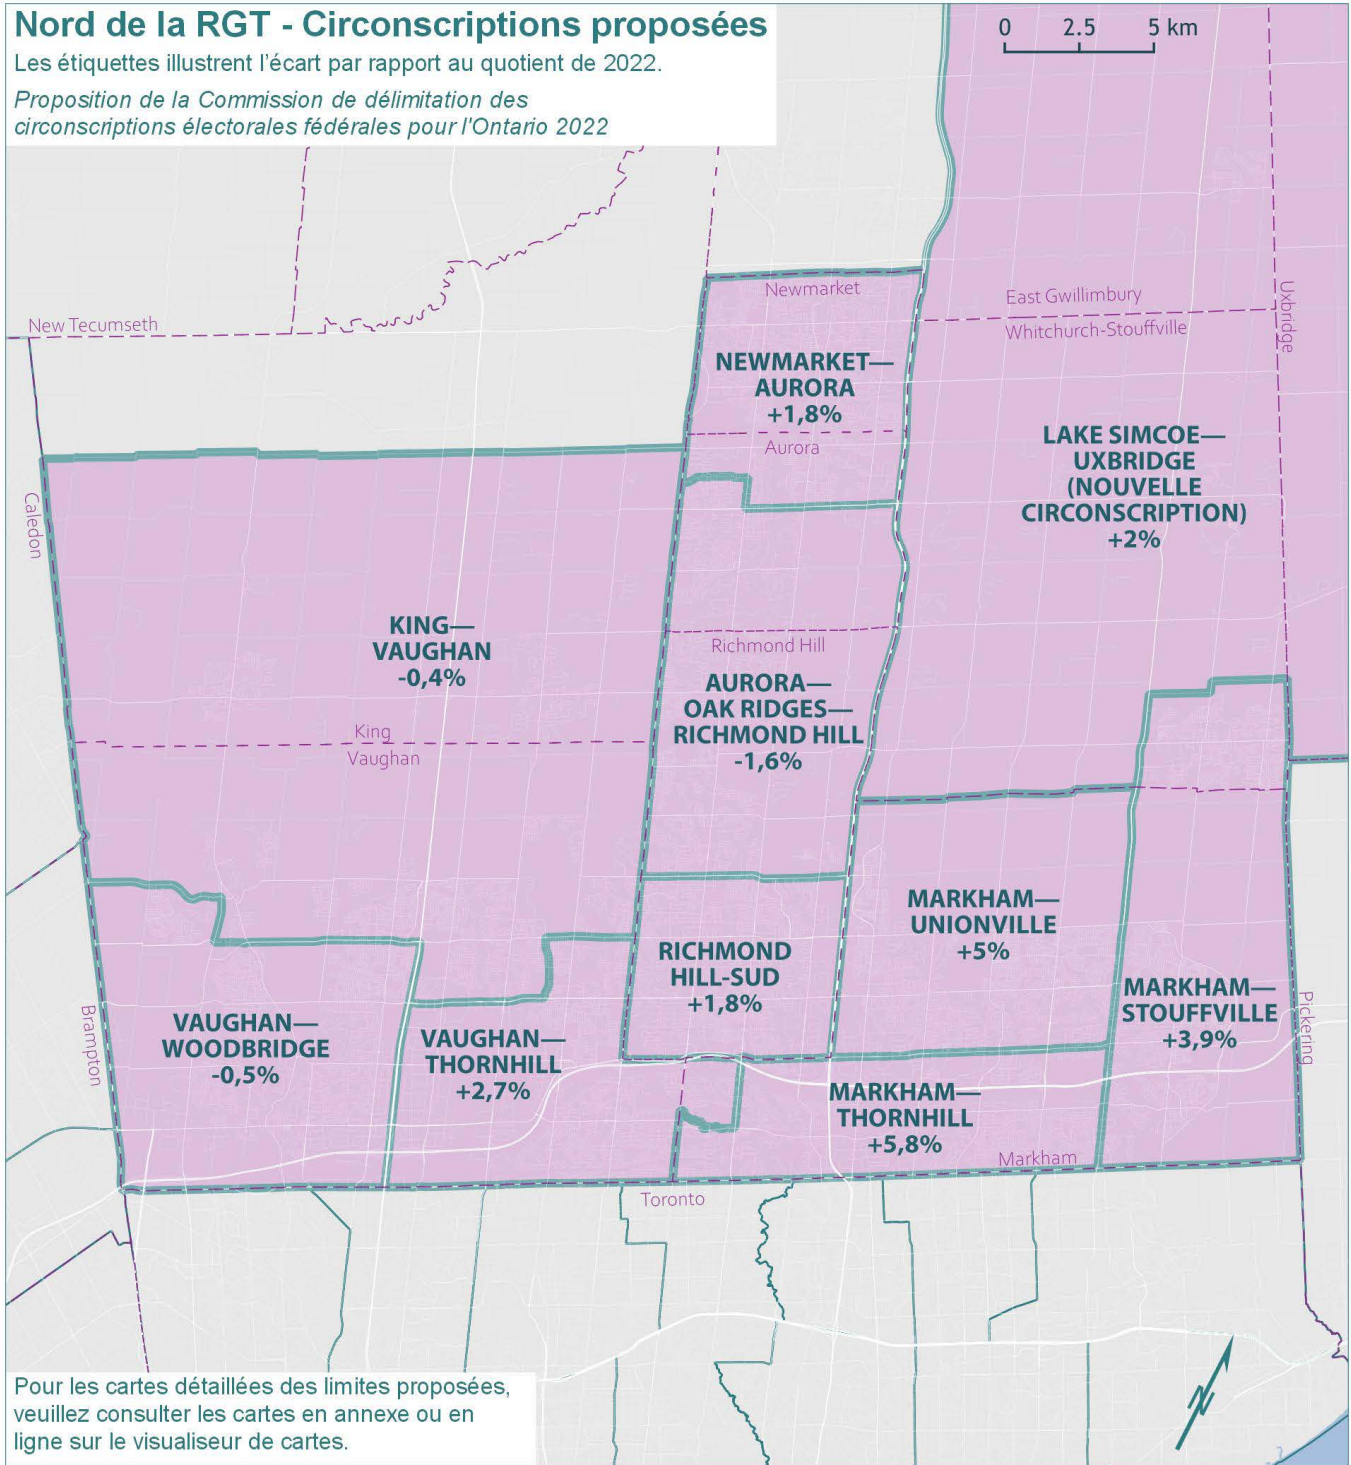 Nord de la RGT - Circonscriptions proposées
Les étiquettes illustrent l'écart par rapport au quotient de 2022.
Proposition de la Commission de délimitation des
circonscriptions électorales fédérales pour l'Ontario 2022
0 2.5 5 km
New Tecumseth
Newmarket
East Gwillimbury
Whitchurch-Stouffville
Uxbridge
NEWMARKET—
AURORA
+1,8%
Aurora
LAKE SIMCOE—
UXBRIDGE
(NOUVELLE
CIRCONSCRIPTION)
+2%
Caledon
KING—
VAUGHAN
-0,4%
Richmond Hill
AURORA—
OAK RIDGES—
RICHMOND HILL
-1,6%
King
Vaughan
MARKHAM—
UNIONVILLE
+5%
RICHMOND
HILL-SUD
+1,8%
MARKHAM—
STOUFFVILLE
+3,9%
Pickering
Brampton
VAUGHAN—
WOODBRIDGE
-0,5%
VAUGHAN—
THORNHILL
+2,7%
MARKHAM—
THORNHILL
+5,8%
Markham
Toronto
Pour les cartes détaillées des limites proposées,
veuillez consulter les cartes en annexe ou en
ligne sur le visualiseur de cartes.
N